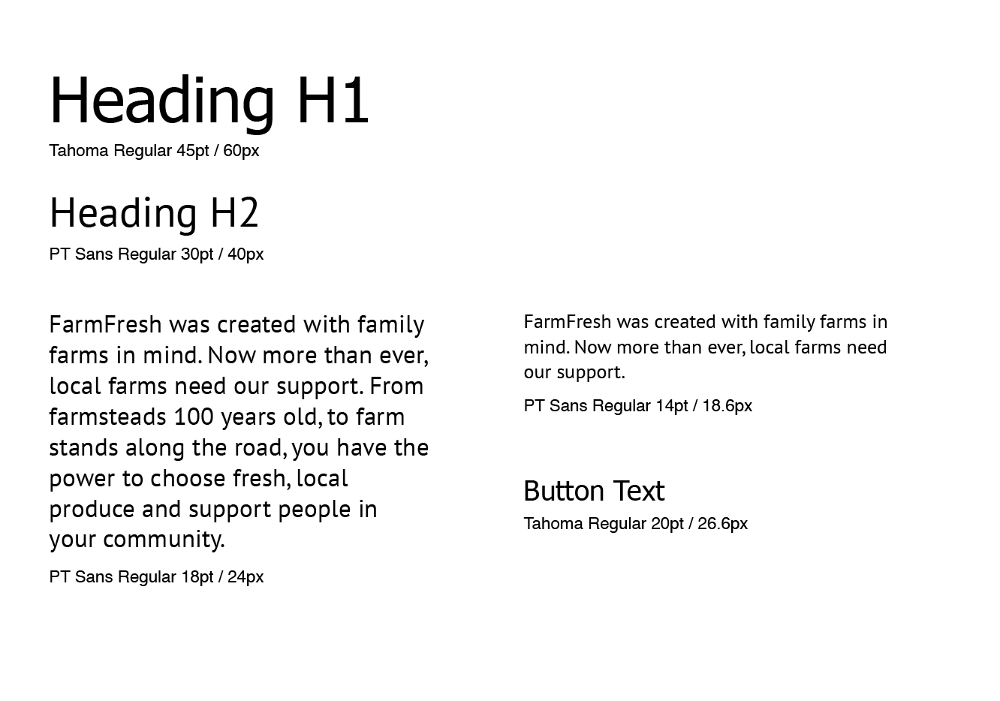 Heading H1
Tahoma Regular 45pt / 60px
Heading H2
PT Sans Regular 30pt / 40px
FarmFresh was created with family
farms in mind. Now more than ever,
local farms need our support. From
farmsteads 100 years old, to farm
stands along the road, you have the
power to choose fresh, local
produce and support people in
your community.
PT Sans Regular 18pt / 24px
FarmFresh was created with family farms in
mind. Now more than ever, local farms need
our support.
PT Sans Regular 14pt / 18.6px
Button Text
Tahoma Regular 20pt / 26.6px